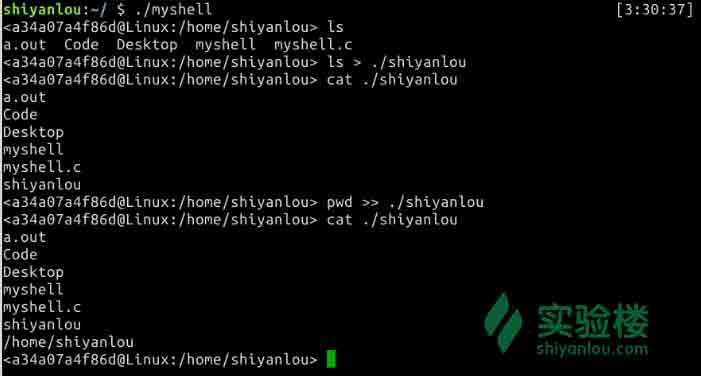 shiyanlou:~/ $ ./myshell [3:30:37]
<a34a07a4f86d@Linux:/home/shiyanlou> ls
a.out  Code  Desktop  myshell  myshell.c
<a34a07a4f86d@Linux:/home/shiyanlou> ls > ./shiyanlou
<a34a07a4f86d@Linux:/home/shiyanlou> cat ./shiyanlou
a.out
Code
Desktop
myshell
myshell.c
shiyanlou
<a34a07a4f86d@Linux:/home/shiyanlou> pwd >> ./shiyanlou
<a34a07a4f86d@Linux:/home/shiyanlou> cat ./shiyanlou
a.out
Code
Desktop
myshell
myshell.c
shiyanlou
/home/shiyanlou
<a34a07a4f86d@Linux:/home/shiyanlou>
实验楼
shiyanlou.com